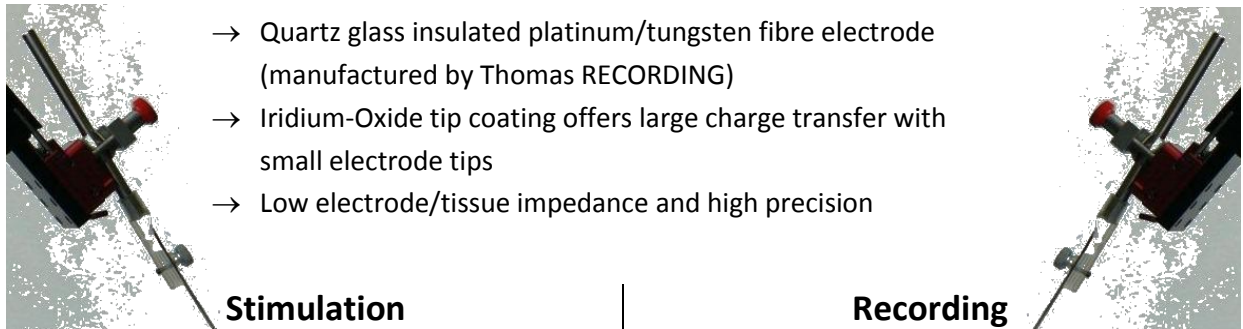 → Quartz glass insulated platinum/tungsten fibre electrode
(manufactured by Thomas RECORDING)
→ Iridium-Oxide tip coating offers large charge transfer with
small electrode tips
→ Low electrode/tissue impedance and high precision
Stimulation
Recording